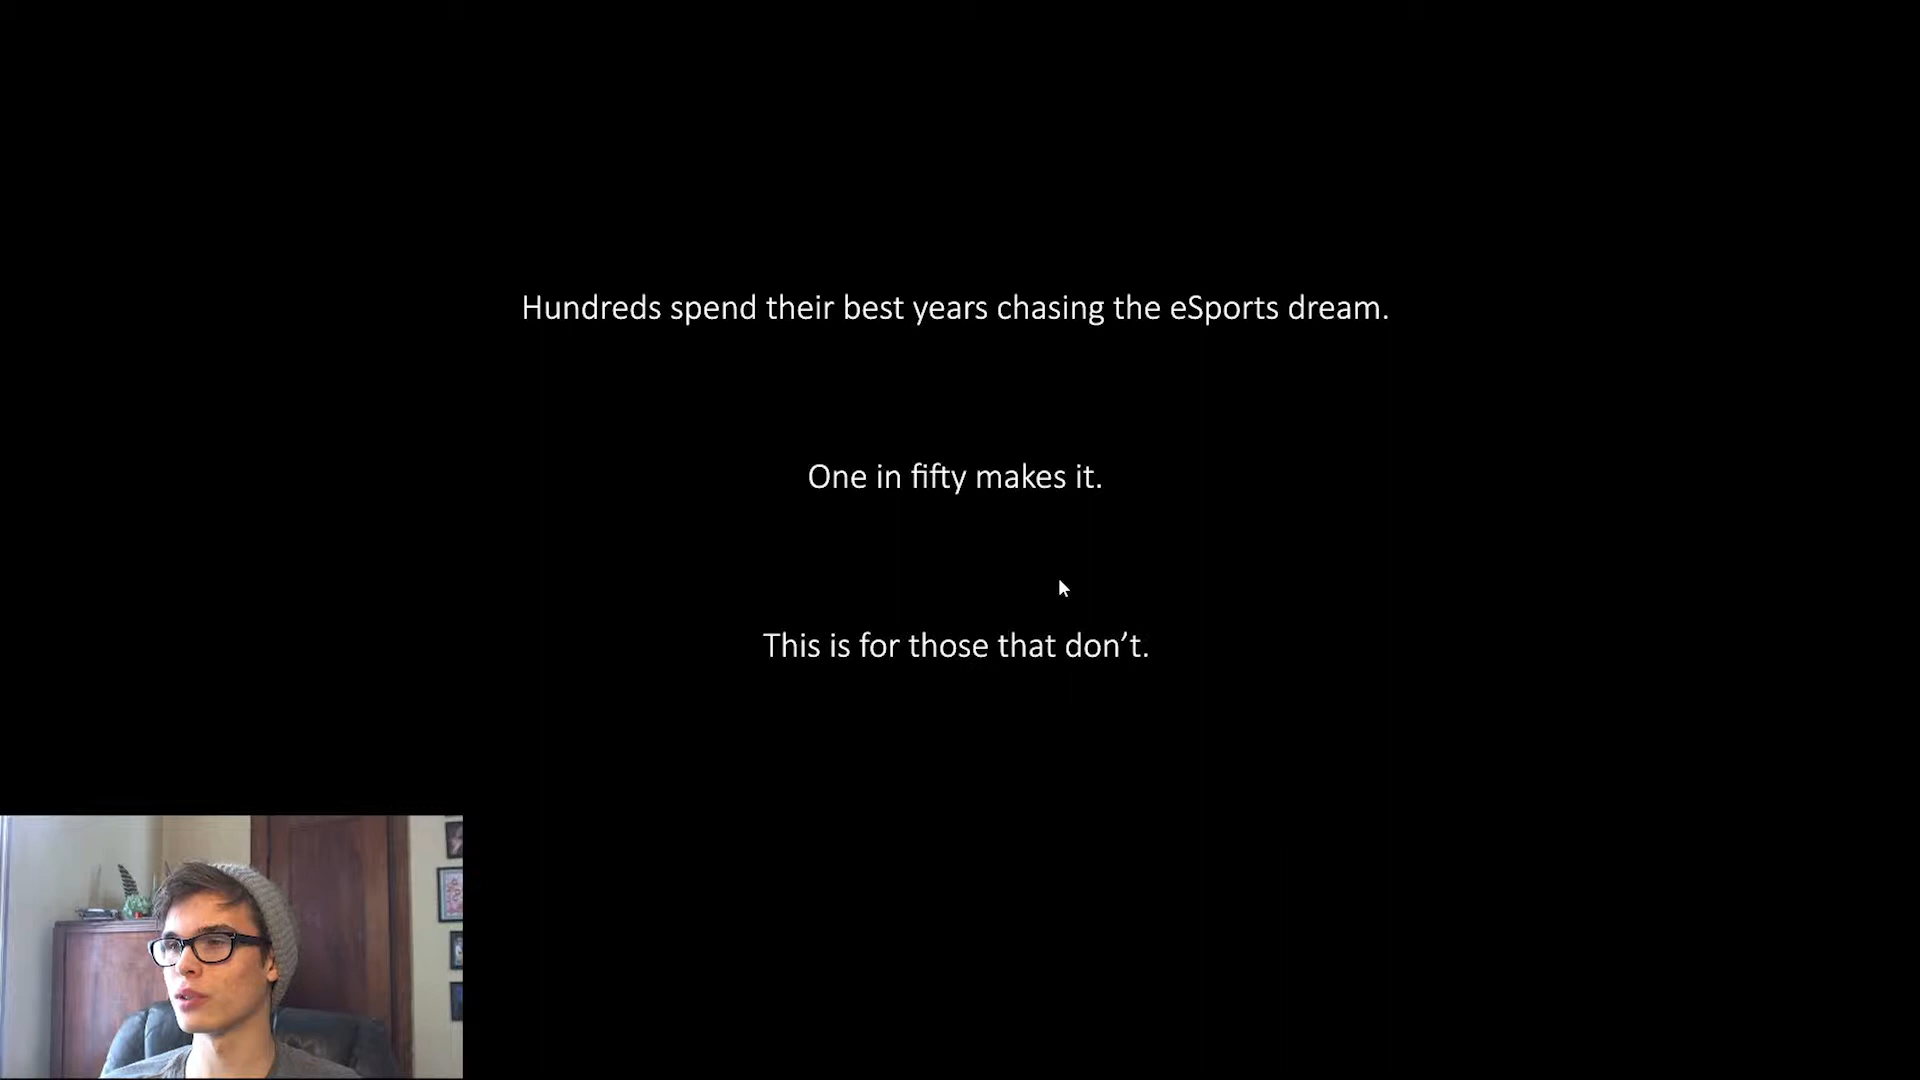 Hundreds spend their best years chasing the eSports dream.
One in fifty makes it.
This is for those that don’t.